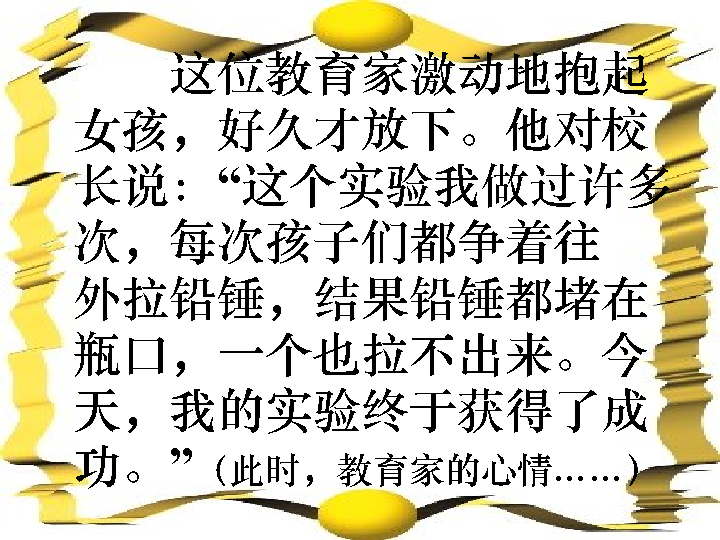 这位教育家激动地抱起
女孩，好久才放下。他对校
长说：“这个实验我做过许多
次，每次孩子们都争着往
外拉铅锤，结果铅锤都堵在
瓶口，一个也拉不出来。今
天，我的实验终于获得了成
功。”（此时，教育家的心情……）